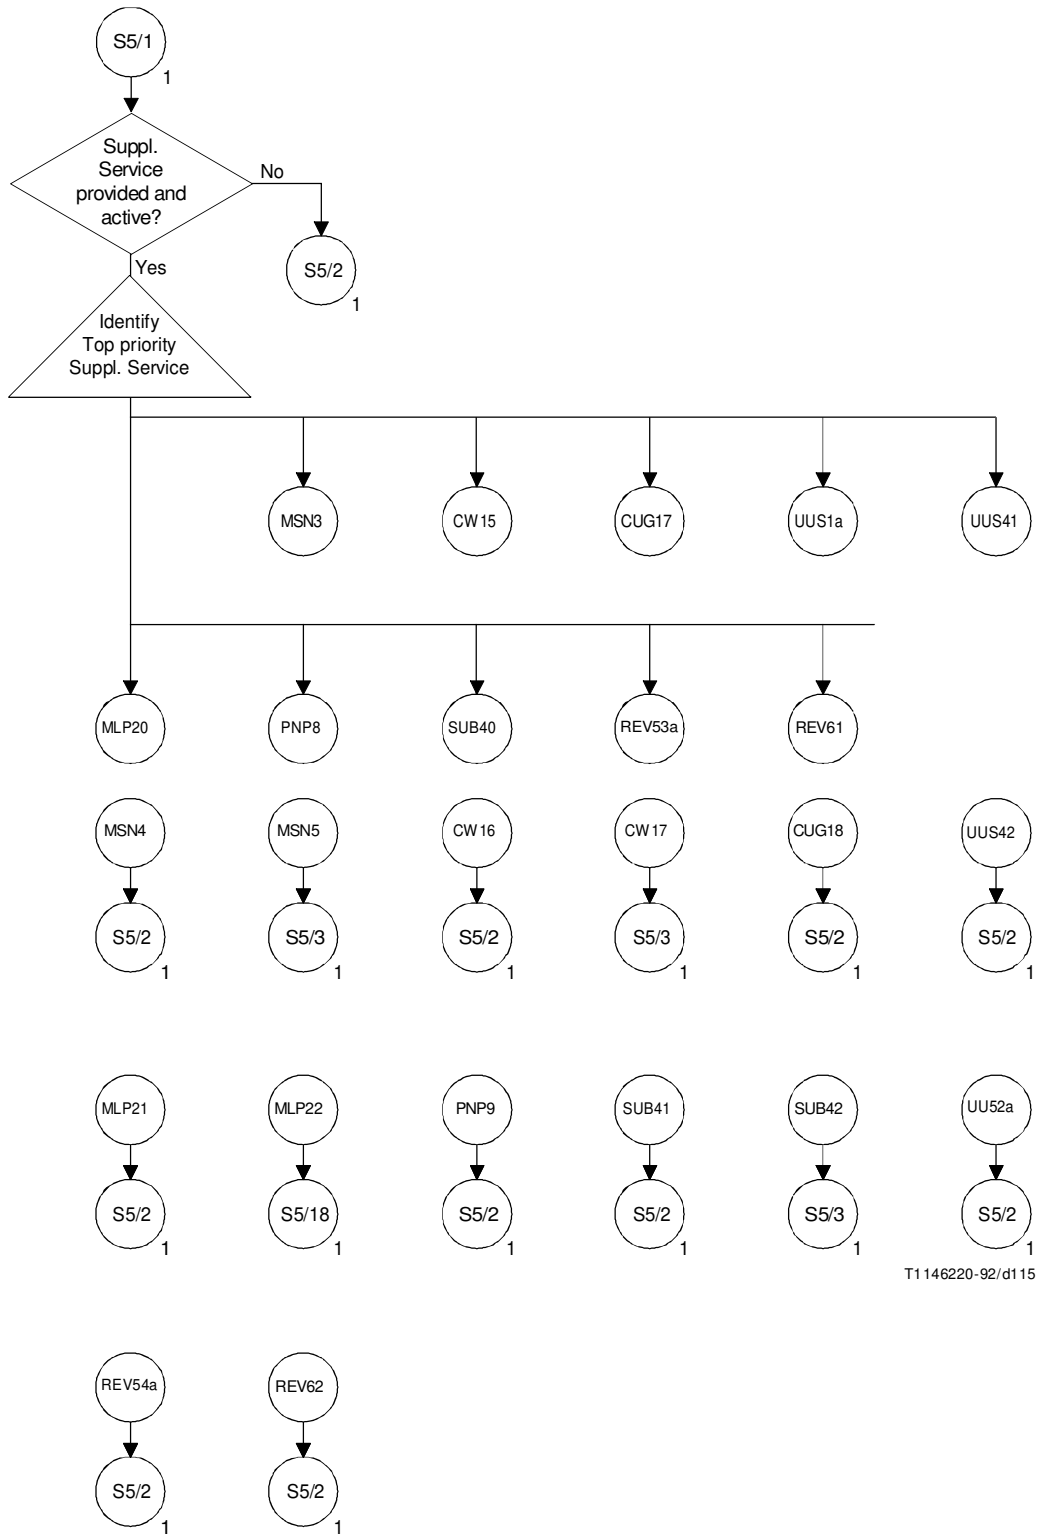 S5/1
1
Suppl.
Service
provided and
active?
No
S5/2
1
Yes
Identify
Top priority
Suppl. Service
MSN3
CW15
CUG17
UUS1a
UUS41
MLP20
PNP8
SUB40
REV53a
REV61
MSN4
MSN5
CW16
CW17
CUG18
UUS42
S5/2
S5/3
S5/2
S5/3
S5/2
S5/2
1
1
1
1
1
1
MLP21
MLP22
PNP9
SUB41
SUB42
UU52a
S5/2
S5/18
S5/2
S5/2
S5/3
S5/2
1
1
1
1
1
1
T1146220-92/d115
REV54a
REV62
S5/2
S5/2
1
1